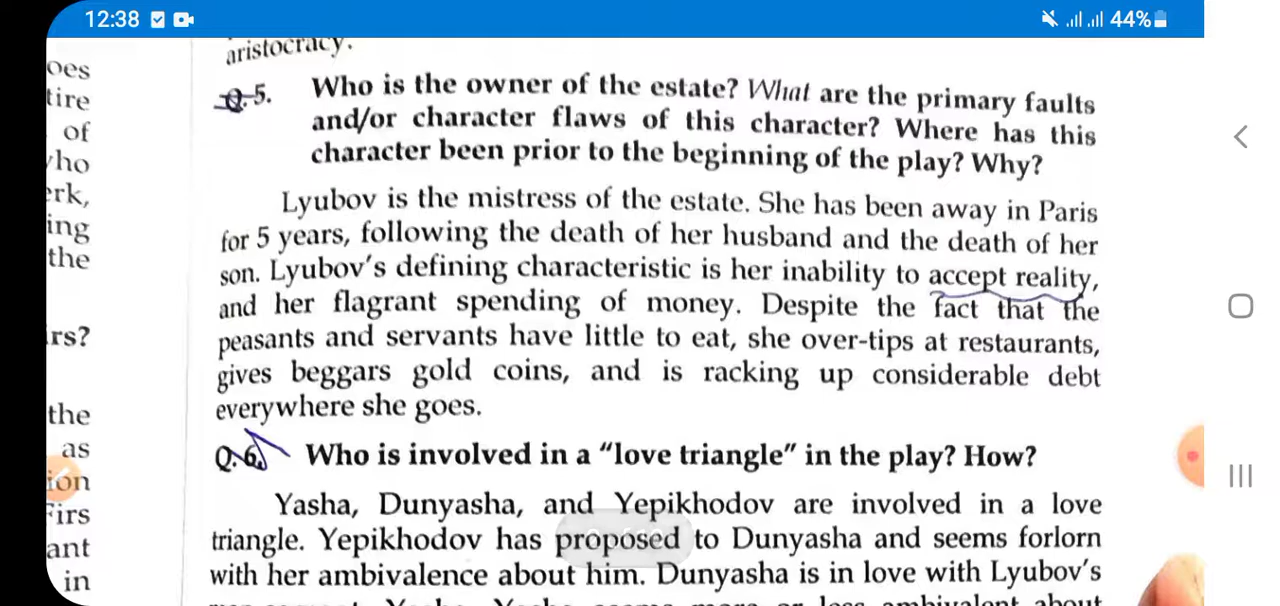 12:38
44%
oes
tire
of
who
erk,
ing
the
rs?
the
as
ion
Firs
ant
in
aristocracy.
Q.5. Who is the owner of the estate? What are the primary faults
and/or character flaws of this character? Where has this
character been prior to the beginning of the play? Why?
Lyubov is the mistress of the estate. She has been away in Paris
for 5 years, following the death of her husband and the death of her
son. Lyubov's defining characteristic is her inability to accept reality,
and her flagrant spending of money. Despite the fact that the
peasants and servants have little to eat, she over-tips at restaurants,
gives beggars gold coins, and is racking up considerable debt
everywhere she goes.
Q.6. Who is involved in a "love triangle" in the play? How?
Yasha, Dunyasha, and Yepikhodov are involved in a love
triangle. Yepikhodov has proposed to Dunyasha and seems forlorn
with her ambivalence about him. Dunyasha is in love with Lyubov's